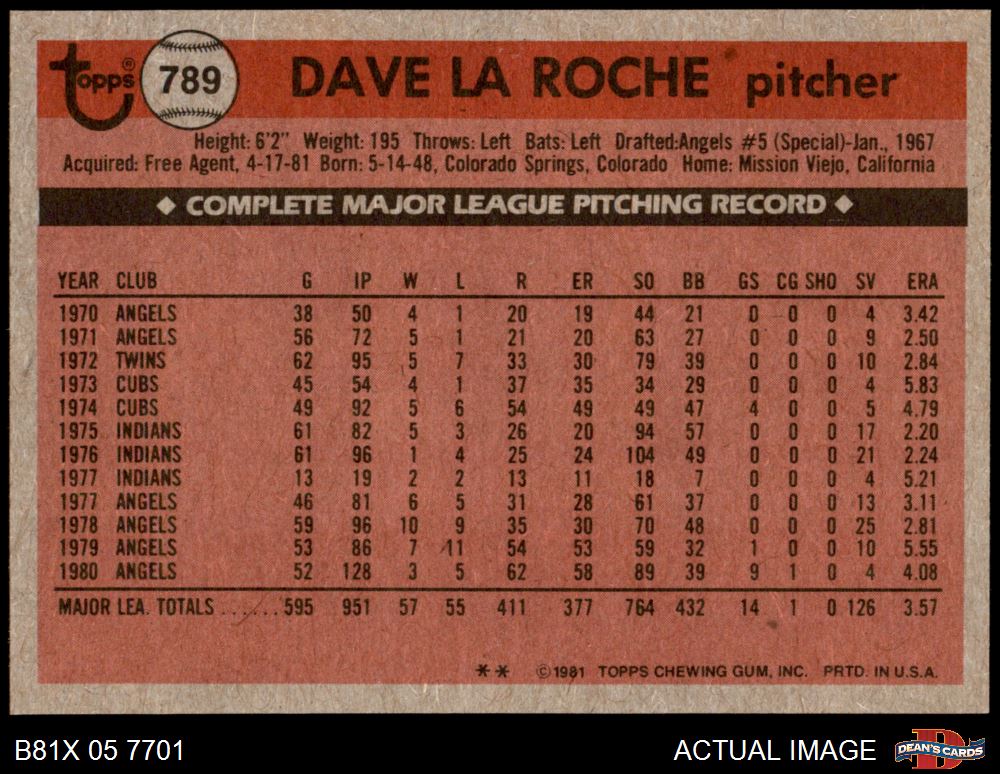 Topps® 789 DAVE LA ROCHE pitcher
Height: 6'2" Weight: 195 Throws: Left Bats: Left Drafted:Angels #5 (Special)-Jan., 1967
Acquired: Free Agent, 4-17-81 Born: 5-14-48, Colorado Springs, Colorado Home: Mission Viejo, California
◆ COMPLETE MAJOR LEAGUE PITCHING RECORD ◆
YEAR CLUB G IP W L R ER SO BB GS CG SHO SV ERA
1970 ANGELS 38 50 4 1 20 19 44 21 0 0 0 4 3.42
1971 ANGELS 56 72 5 1 21 20 63 27 0 0 0 9 2.50
1972 TWINS 62 95 5 7 33 30 79 39 0 0 0 10 2.84
1973 CUBS 45 54 4 1 37 35 34 29 0 0 0 4 5.83
1974 CUBS 49 92 5 6 54 49 49 47 4 0 0 5 4.79
1975 INDIANS 61 82 5 3 26 20 94 57 0 0 0 17 2.20
1976 INDIANS 61 96 1 4 25 24 104 49 0 0 0 21 2.24
1977 INDIANS 13 19 2 2 13 11 18 7 0 0 0 4 5.21
1977 ANGELS 46 81 6 5 31 28 61 37 0 0 0 13 3.11
1978 ANGELS 59 96 10 9 35 30 70 48 0 0 0 25 2.81
1979 ANGELS 53 86 7 11 54 53 59 32 1 0 0 10 5.55
1980 ANGELS 52 128 3 5 62 58 89 39 9 1 0 4 4.08
MAJOR LEA. TOTALS ...... 595 951 57 55 411 377 764 432 14 1 0 126 3.57
** ©1981 TOPPS CHEWING GUM, INC. PRTD. IN U.S.A.
B81X 05 7701 ACTUAL IMAGE D DEAN'S CARDS